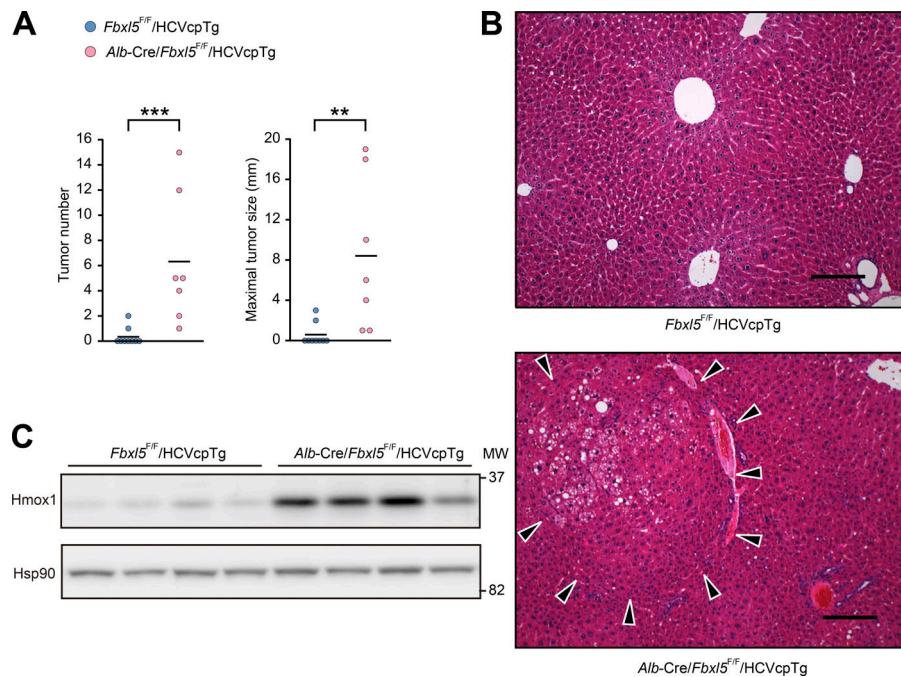 A
Fbxl5F/F/HCVcpTg
Alb-Cre/Fbxl5F/F/HCVcpTg
***
Tumor number
16
14
12
10
8
6
4
2
0
**
Maximal tumor size (mm)
20
16
12
8
4
0
B
Fbxl5F/F/HCVcpTg
Alb-Cre/Fbxl5F/F/HCVcpTg
C
Fbxl5F/F/HCVcpTg
Alb-Cre/Fbxl5F/F/HCVcpTg
MW
Hmox1
37
Hsp90
82